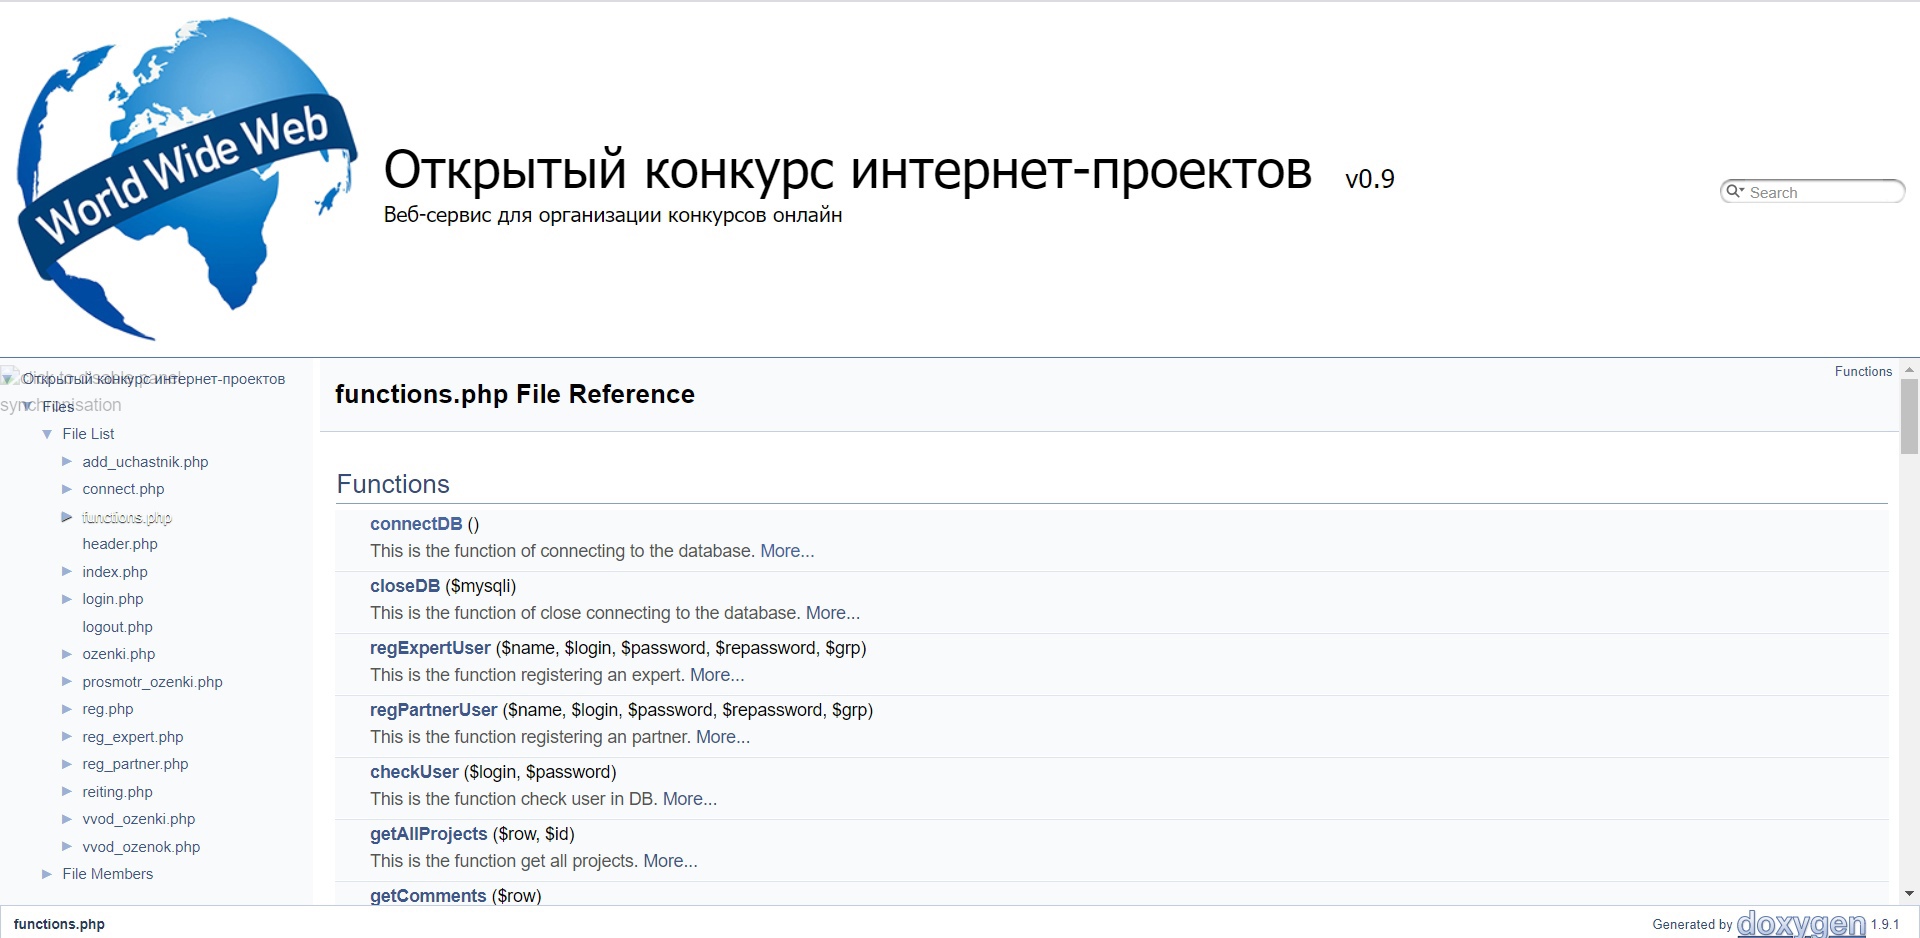 World Wide Web
Открытый конкурс интернет-проектов v0.9
Веб-сервис для организации конкурсов онлайн
Search
click to disable panel synchronisation
Открытый конкурс интернет-проектов
Files
File List
add_uchastnik.php
connect.php
functions.php
header.php
index.php
login.php
logout.php
ozenki.php
prosmotr_ozenki.php
reg.php
reg_expert.php
reg_partner.php
reiting.php
vvod_ozenki.php
vvod_ozenok.php
File Members
Functions
functions.php File Reference
Functions
connectDB ()
This is the function of connecting to the database. More...
closeDB ($mysqli)
This is the function of close connecting to the database. More...
regExpertUser ($name, $login, $password, $repassword, $grp)
This is the function registering an expert. More...
regPartnerUser ($name, $login, $password, $repassword, $grp)
This is the function registering an partner. More...
checkUser ($login, $password)
This is the function check user in DB. More...
getAllProjects ($row, $id)
This is the function get all projects. More...
getComments ($row)
functions.php
Generated by doxygen 1.9.1